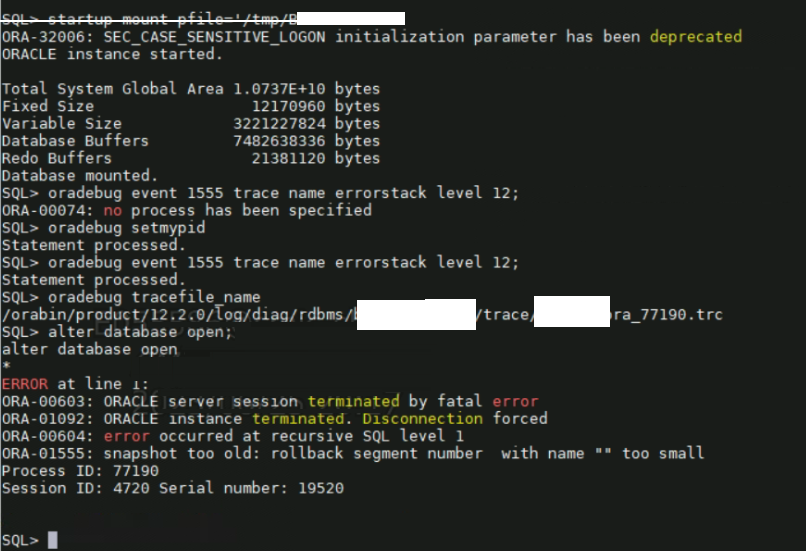 SQL> startup mount pfile='/tmp/B
ORA-32006: SEC_CASE_SENSITIVE_LOGON initialization parameter has been deprecated
ORACLE instance started.
Total System Global Area 1.0737E+10 bytes
Fixed Size 12170960 bytes
Variable Size 3221227824 bytes
Database Buffers 7482638336 bytes
Redo Buffers 21381120 bytes
Database mounted.
SQL> oradebug event 1555 trace name errorstack level 12;
ORA-00074: no process has been specified
SQL> oradebug setmypid
Statement processed.
SQL> oradebug event 1555 trace name errorstack level 12;
Statement processed.
SQL> oradebug tracefile_name
/orabin/product/12.2.0/log/diag/rdbms/b /trace/ ora_77190.trc
SQL> alter database open;
alter database open
*
ERROR at line 1:
ORA-00603: ORACLE server session terminated by fatal error
ORA-01092: ORACLE instance terminated. Disconnection forced
ORA-00604: error occurred at recursive SQL level 1
ORA-01555: snapshot too old: rollback segment number  with name "" too small
Process ID: 77190
Session ID: 4720 Serial number: 19520
SQL>